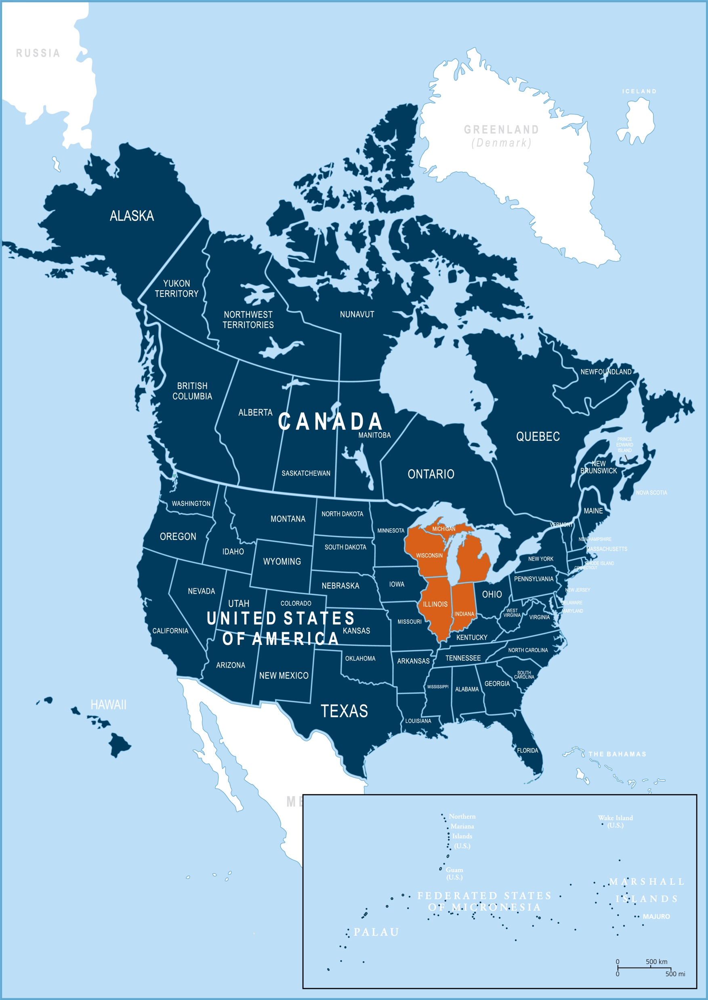 RUSSIA
ICELAND
GREENLAND
(Denmark)
ALASKA
YUKON
TERRITORY
NORTHWEST
TERRITORIES
NUNAVUT
NEWFOUNDLAND
BRITISH
COLUMBIA
ALBERTA
CANADA
MANITOBA
QUEBEC
PRINCE
EDWARD
ISLAND
NEW
BRUNSWICK
SASKATCHEWAN
ONTARIO
NOVA SCOTIA
WASHINGTON
MONTANA
NORTH DAKOTA
MAINE
VERMONT
MINNESOTA
MICHIGAN
OREGON
NEW HAMPSHIRE
IDAHO
SOUTH DAKOTA
MASSACHUSETTS
WISCONSIN
WYOMING
NEW YORK
RHODE ISLAND
CONNECTICUT
NEBRASKA
IOWA
PENNSYLVANIA
NEVADA
OHIO
NEW JERSEY
UTAH
COLORADO
ILLINOIS
DELAWARE
WEST
VIRGINIA
MARYLAND
INDIANA
VIRGINIA
UNITED STATES
OF AMERICA
MISSOURI
CALIFORNIA
KANSAS
KENTUCKY
NORTH CAROLINA
OKLAHOMA
ARKANSAS
TENNESSEE
ARIZONA
NEW MEXICO
SOUTH
CAROLINA
MISSISSIPPI
ALABAMA
GEORGIA
HAWAII
TEXAS
LOUISIANA
FLORIDA
THE BAHAMAS
ME
Northern
Mariana
Islands
(U.S.)
Wake Island
(U.S.)
Guam
(U.S.)
MARSHALL
ISLANDS
FEDERATED STATES
OF MICRONESIA
MAJURO
PALAU
0 500 km
0 500 mi